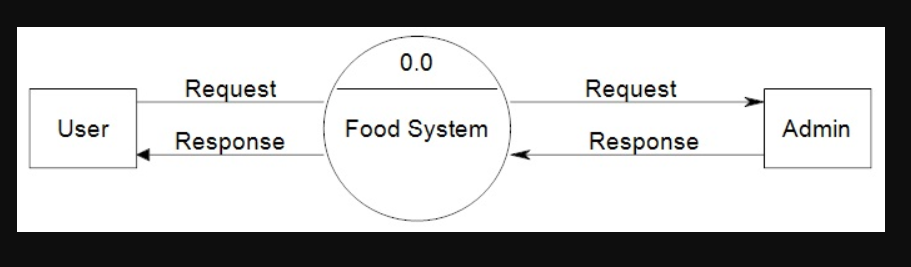 0.0
Request
Request
User
Food System
Admin
Response
Response